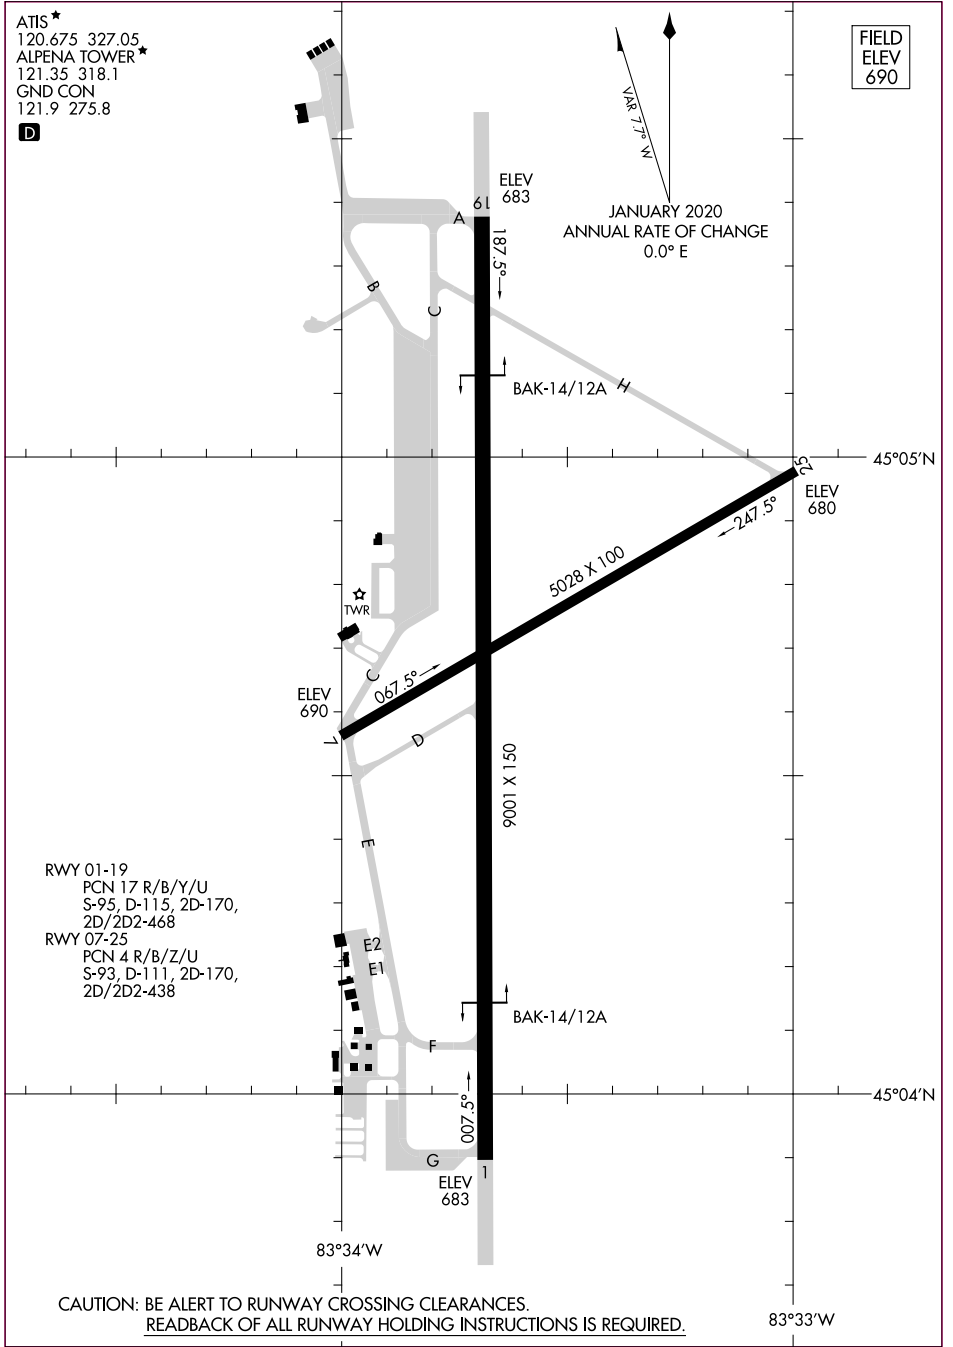 ATIS★
120.675 327.05
ALPENA TOWER★
121.35 318.1
GND CON
121.9 275.8
D
FIELD
ELEV
690
VAR 7.7° W
JANUARY 2020
ANNUAL RATE OF CHANGE
0.0° E
ELEV
683
19
A
187.5°
B
C
H
BAK-14/12A
45°05'N
25
ELEV
680
247.5°
5028 X 100
TWR
C
067.5°
ELEV
690
7
D
9001 X 150
E
RWY 01-19
PCN 17 R/B/Y/U
S-95, D-115, 2D-170,
2D/2D2-468
RWY 07-25
PCN 4 R/B/Z/U
S-93, D-111, 2D-170,
2D/2D2-438
E2
E1
BAK-14/12A
F
45°04'N
007.5°
G
1
ELEV
683
83°34'W
83°33'W
CAUTION: BE ALERT TO RUNWAY CROSSING CLEARANCES.
READBACK OF ALL RUNWAY HOLDING INSTRUCTIONS IS REQUIRED.